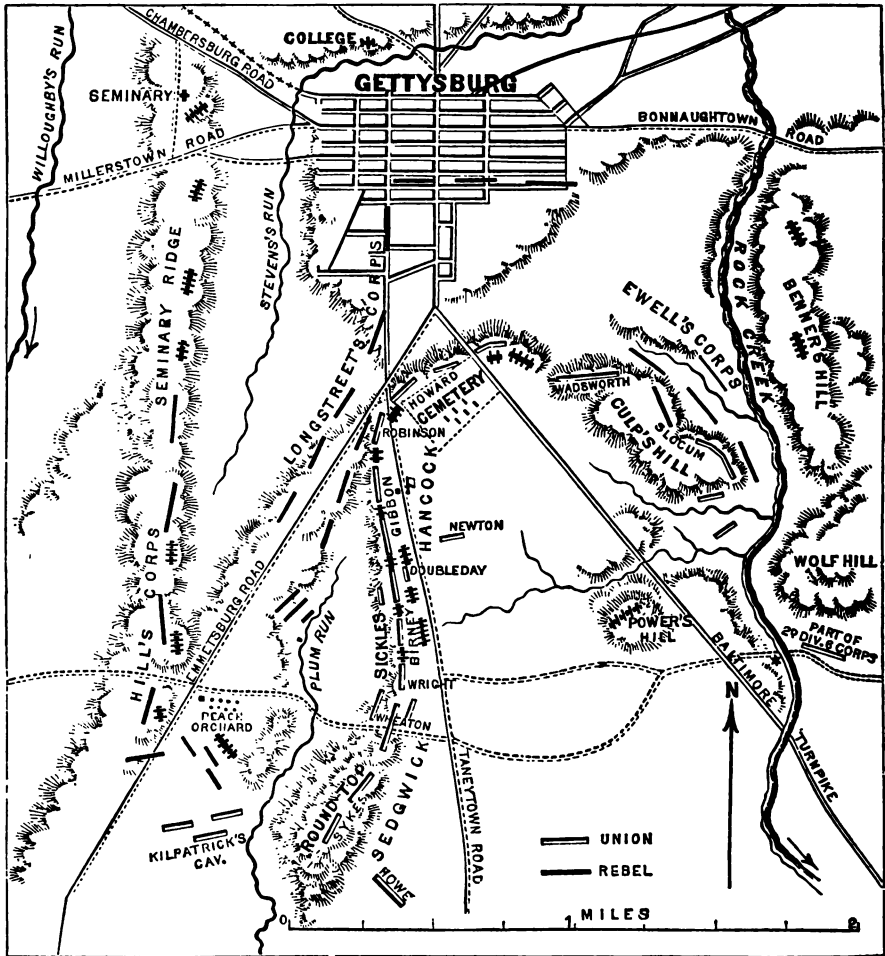 WILLOUGHBY'S RUN
CHAMBERSBURG ROAD
COLLEGE
GETTYSBURG
SEMINARY
MILLERSTOWN ROAD
BONNAUGHTOWN ROAD
STEVENS'S RUN
SEMINARY RIDGE
LONGSTREET'S CORPS
ROCK CREEK
BENNER'S HILL
EWELL'S CORPS
HOWARD
CEMETERY
WADSWORTH
CULP'S HILL
SLOCUM
ROBINSON
GIBBON
HANCOCK
NEWTON
DOUBLEDAY
HILL'S CORPS
EMMETSBURG ROAD
PLUM RUN
SICKLES
BIRNEY
WOLF HILL
POWER'S
HILL
PART OF
2D DIV. 6 CORPS
WRIGHT
PEACH
ORCHARD
WHEATON
BALTIMORE TURNPIKE
N
ROUND-TOP
SYKES
SEDGWICK
TANEYTOWN ROAD
KILPATRICK'S
CAV.
ROWE
UNION
REBEL
MILES
0 1 2